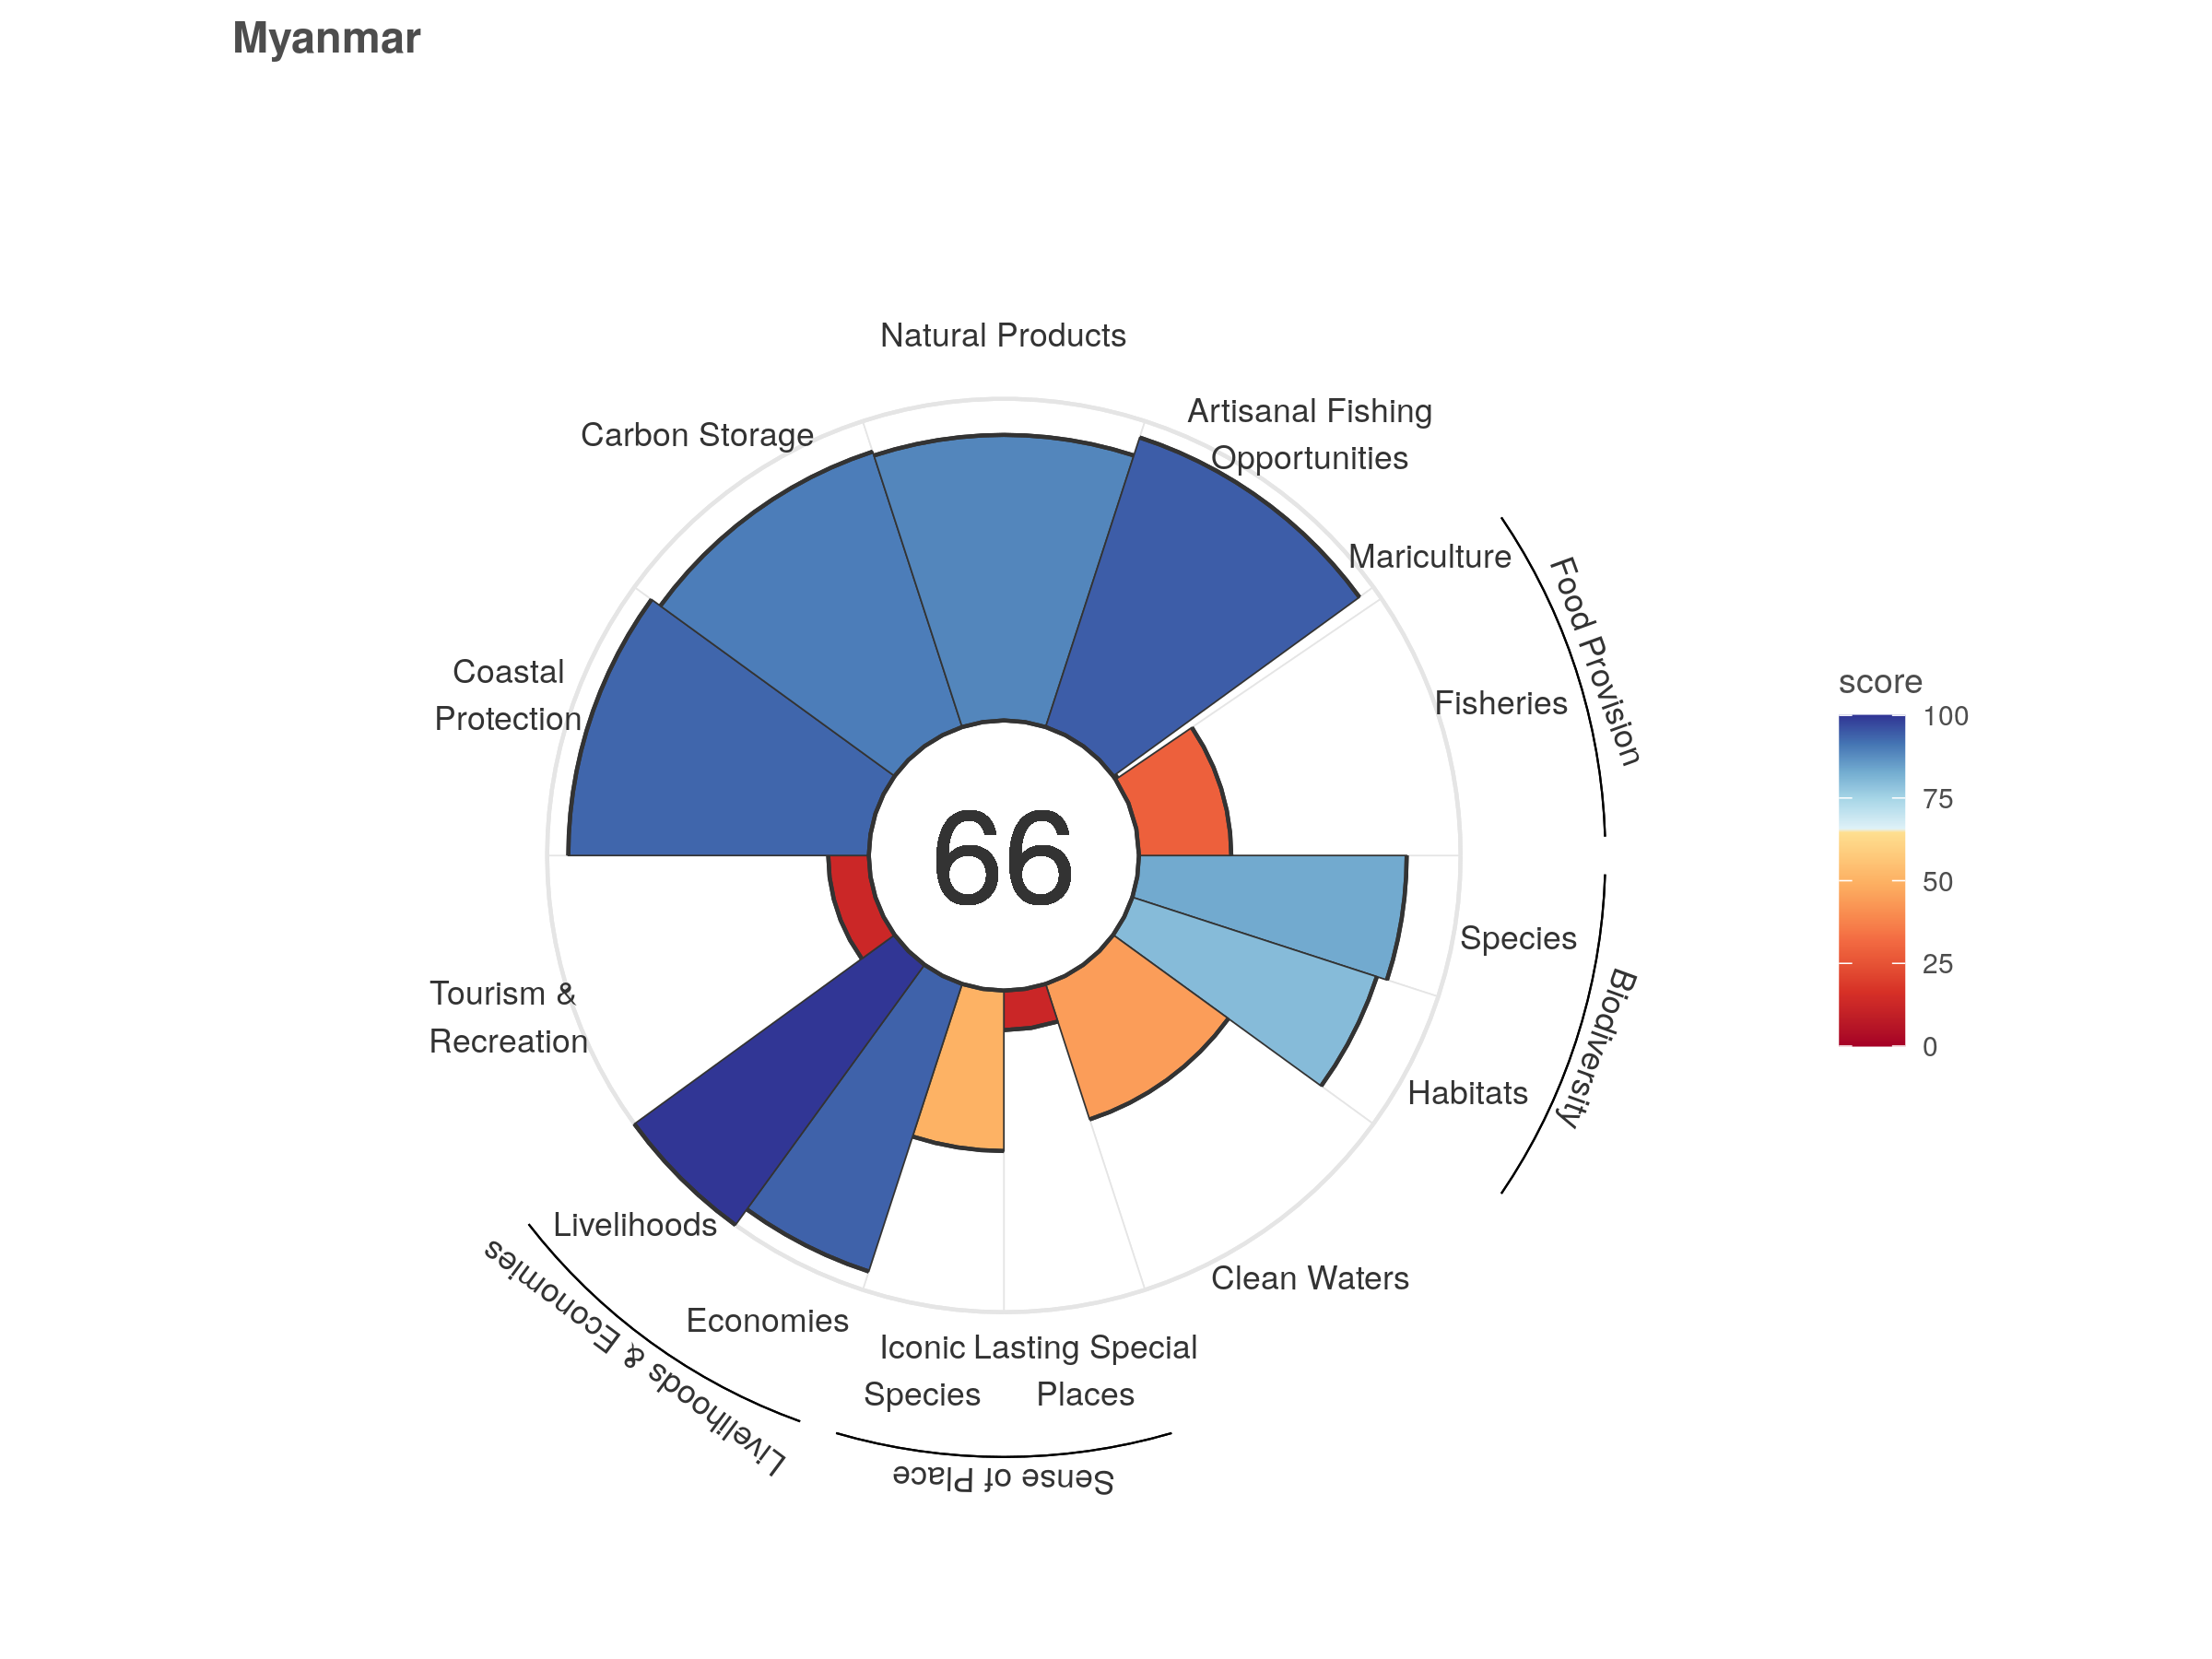 Myanmar
Natural Products
Artisanal Fishing
Opportunities
Carbon Storage
Mariculture
Food Provision
Fisheries
Coastal
Protection
score
100
75
50
25
0
66
Species
Biodiversity
Habitats
Tourism &
Recreation
Livelihoods
Livelihoods & Economies
Economies
Clean Waters
Iconic
Species
Lasting Special
Places
Sense of Place